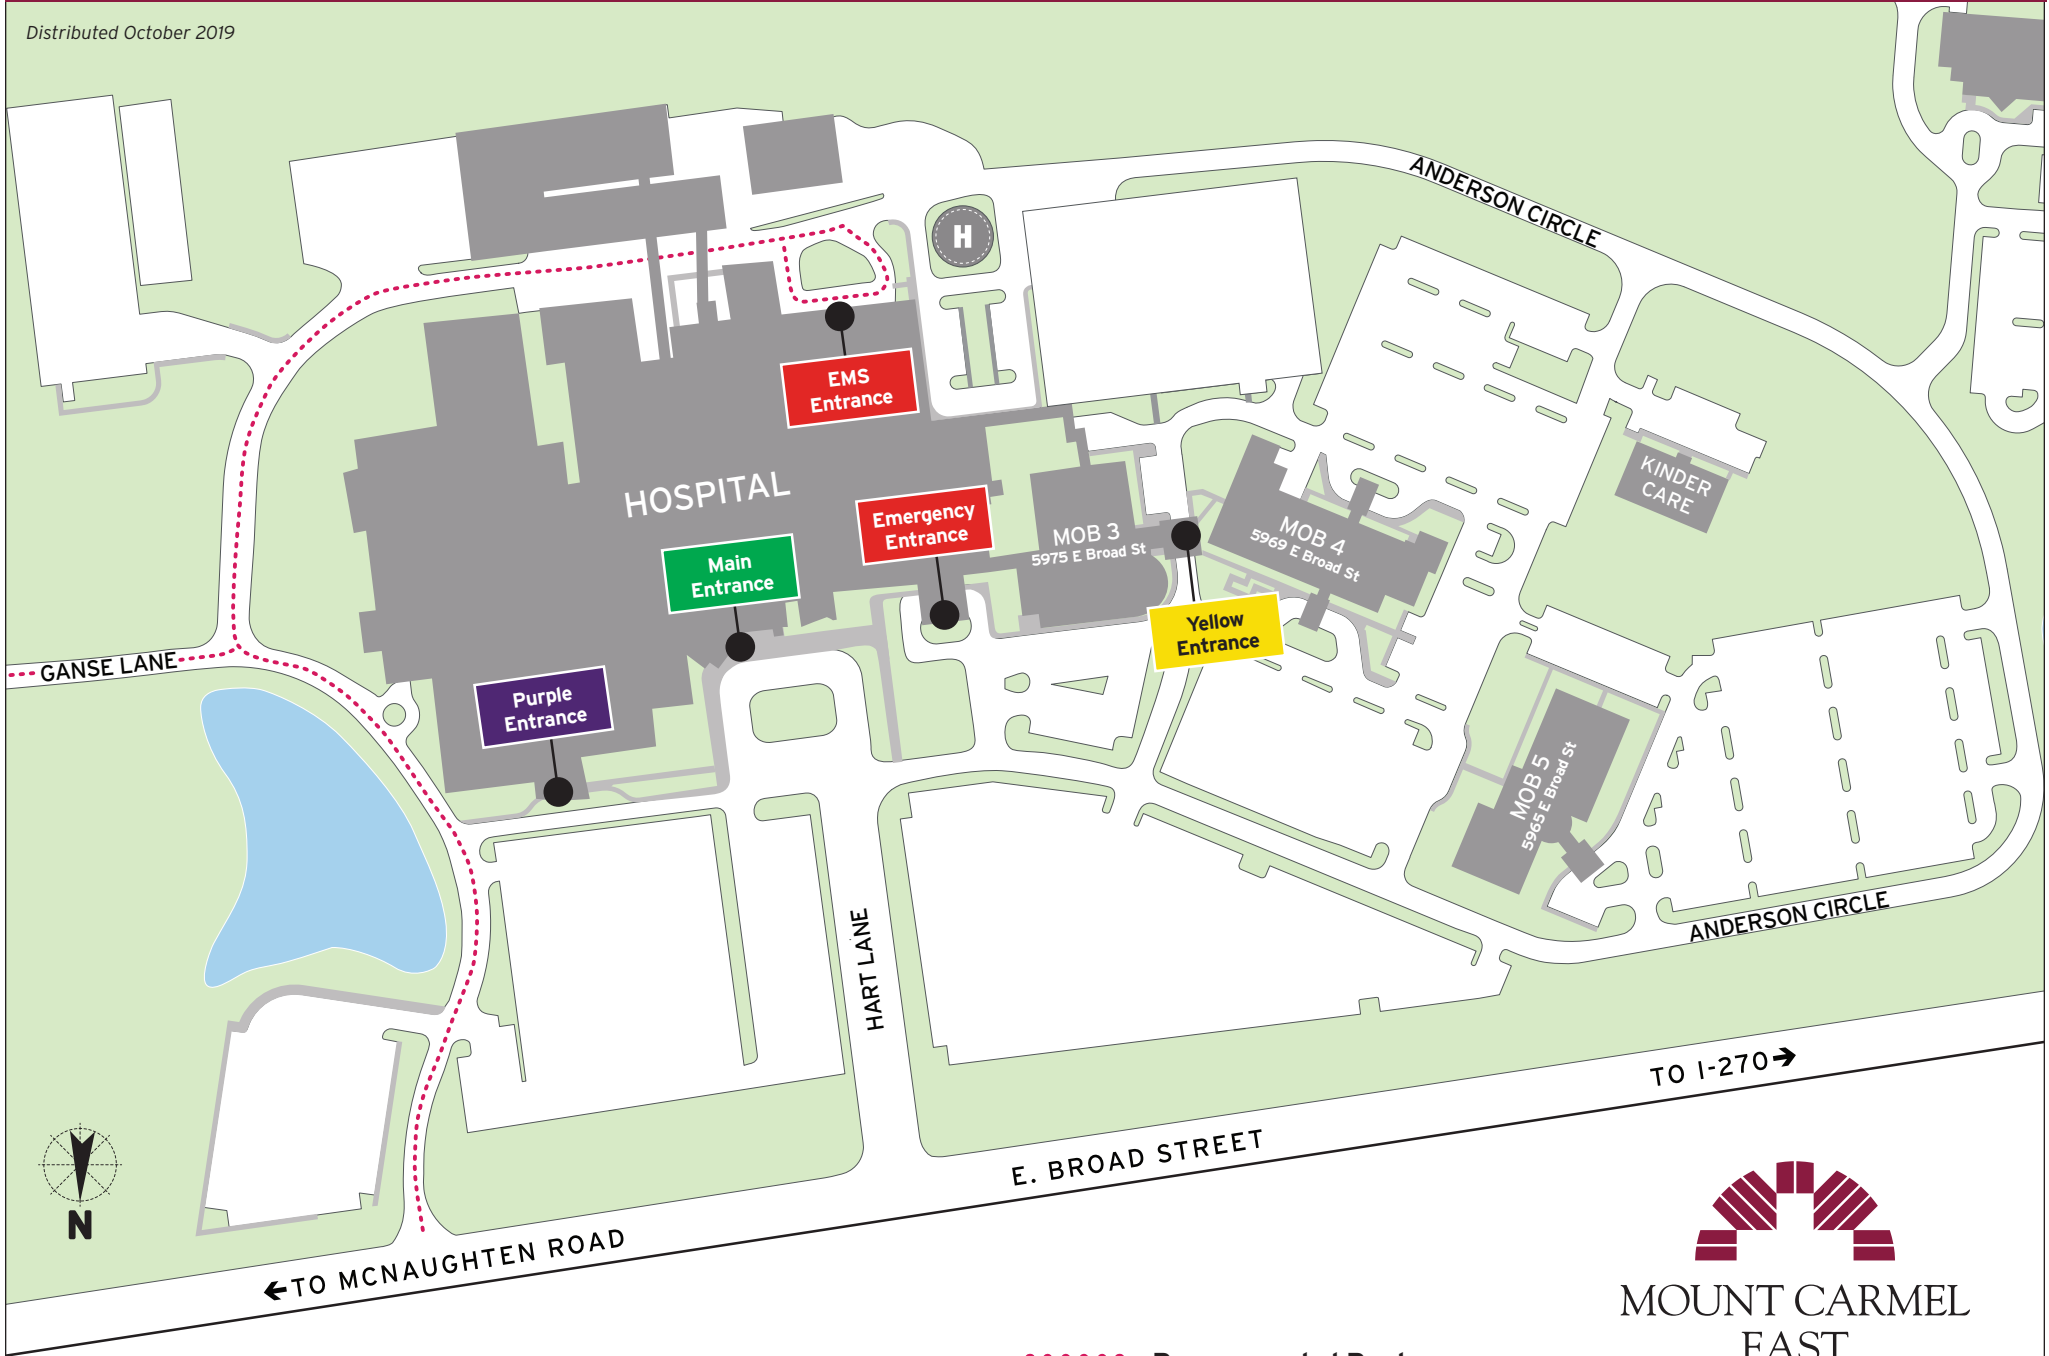 Distributed October 2019
ANDERSON CIRCLE
H
EMS
Entrance
HOSPITAL
KINDER
CARE
Emergency
Entrance
MOB 3
5975 E Broad St
MOB 4
5969 E Broad St
Main
Entrance
Yellow
Entrance
GANSE LANE
Purple
Entrance
MOB 5
5965 E Broad St
HART LANE
ANDERSON CIRCLE
TO I-270
E. BROAD STREET
N
TO MCNAUGHTEN ROAD
MOUNT CARMEL
EAST